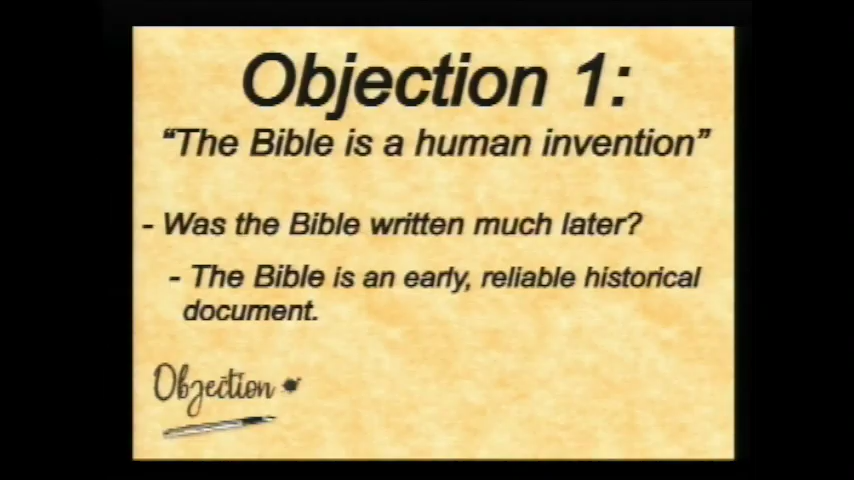 Objection 1:
“The Bible is a human invention”
- Was the Bible written much later?
- The Bible is an early, reliable historical
document.
Objection